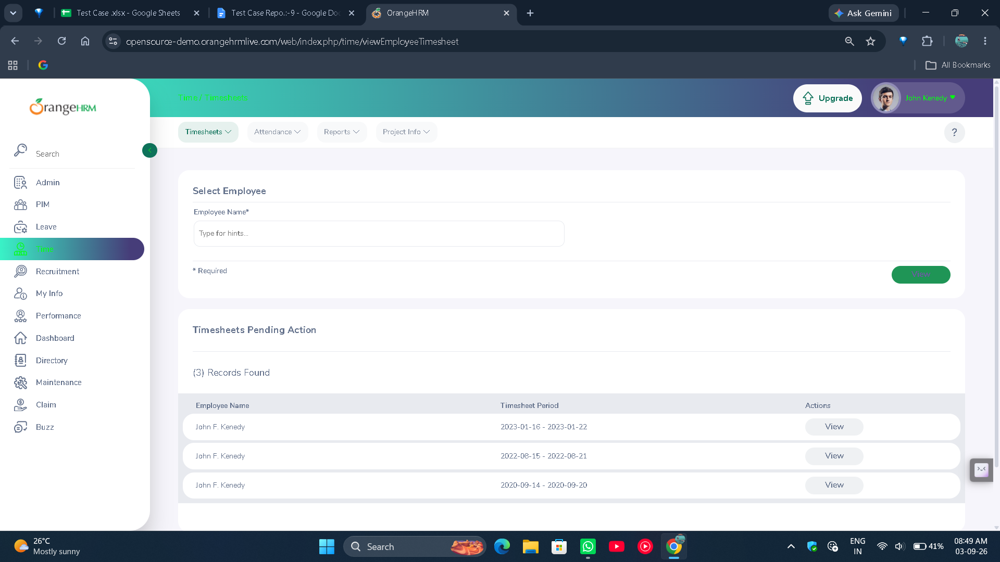 Test Case .xlsx - Google Sheets
Test Case Repo.:-9 - Google Doc
OrangeHRM
Ask Gemini
opensource-demo.orangehrmlive.com/web/index.php/time/viewEmployeeTimesheet
All Bookmarks
OrangeHRM
Time / Timesheets
Upgrade
John Kenedy
Timesheets
Attendance
Reports
Project Info
?
Search
Admin
PIM
Leave
Time
Recruitment
My Info
Performance
Dashboard
Directory
Maintenance
Claim
Buzz
Select Employee
Employee Name*
Type for hints...
* Required
View
Timesheets Pending Action
(3) Records Found
Employee Name Timesheet Period Actions
John F. Kenedy 2023-01-16 - 2023-01-22 View
John F. Kenedy 2022-08-15 - 2022-08-21 View
John F. Kenedy 2020-09-14 - 2020-09-20 View
26°C
Mostly sunny
Search
ENG
IN
41%
08:49 AM
03-09-26